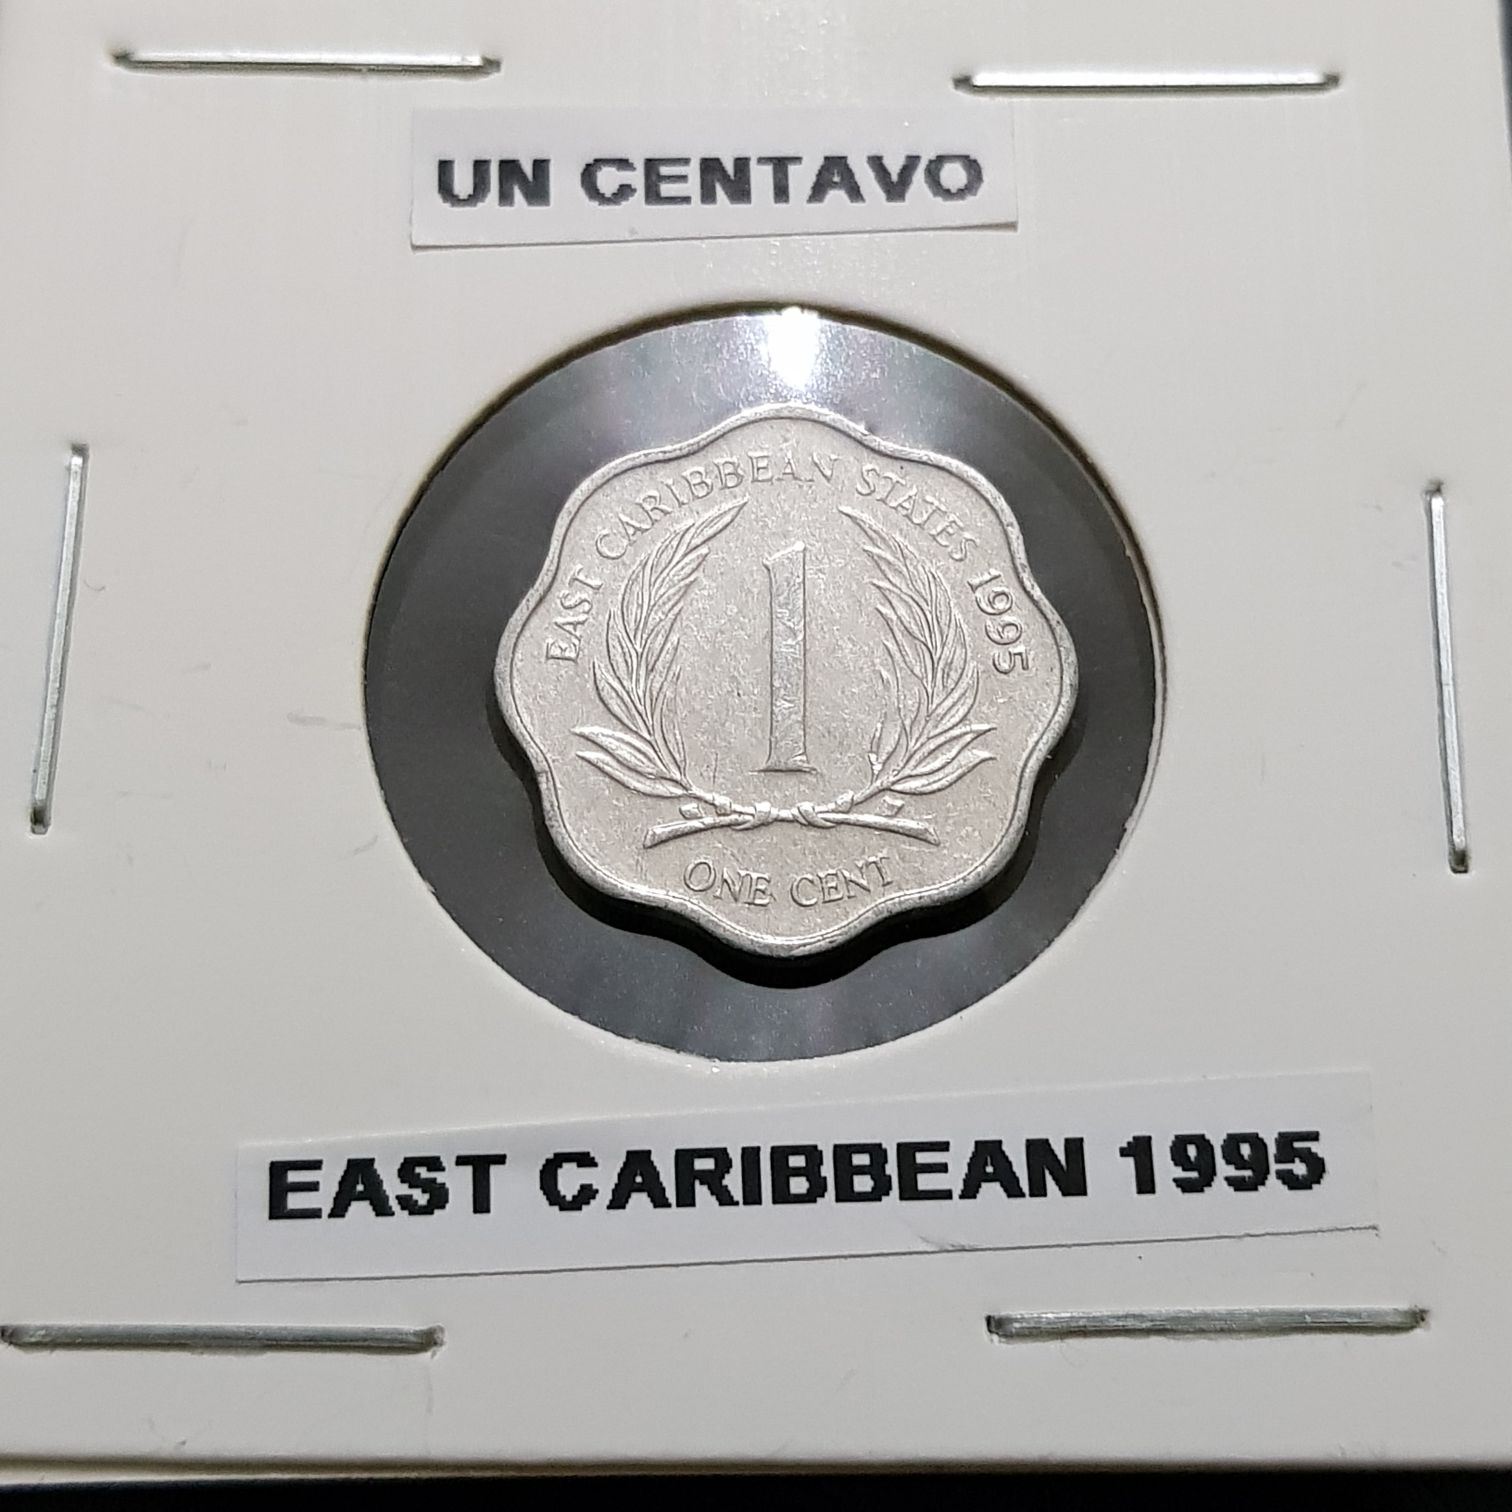 UN CENTAVO
EAST CARIBBEAN STATES 1995
1
ONE CENT
EAST CARIBBEAN 1995